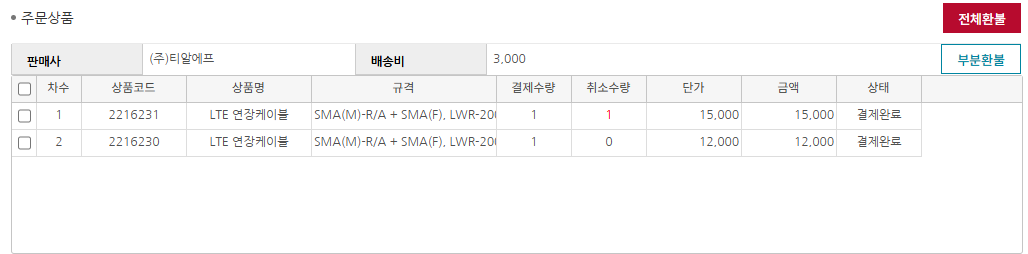 주문상품
전체환불
판매사 (주)티알에프 배송비 3,000 부분환불
차수 상품코드 상품명 규격 결제수량 취소수량 단가 금액 상태
1 2216231 LTE 연장케이블 SMA(M)-R/A + SMA(F), LWR-200 1 1 15,000 15,000 결제완료
2 2216230 LTE 연장케이블 SMA(M)-R/A + SMA(F), LWR-200 1 0 12,000 12,000 결제완료